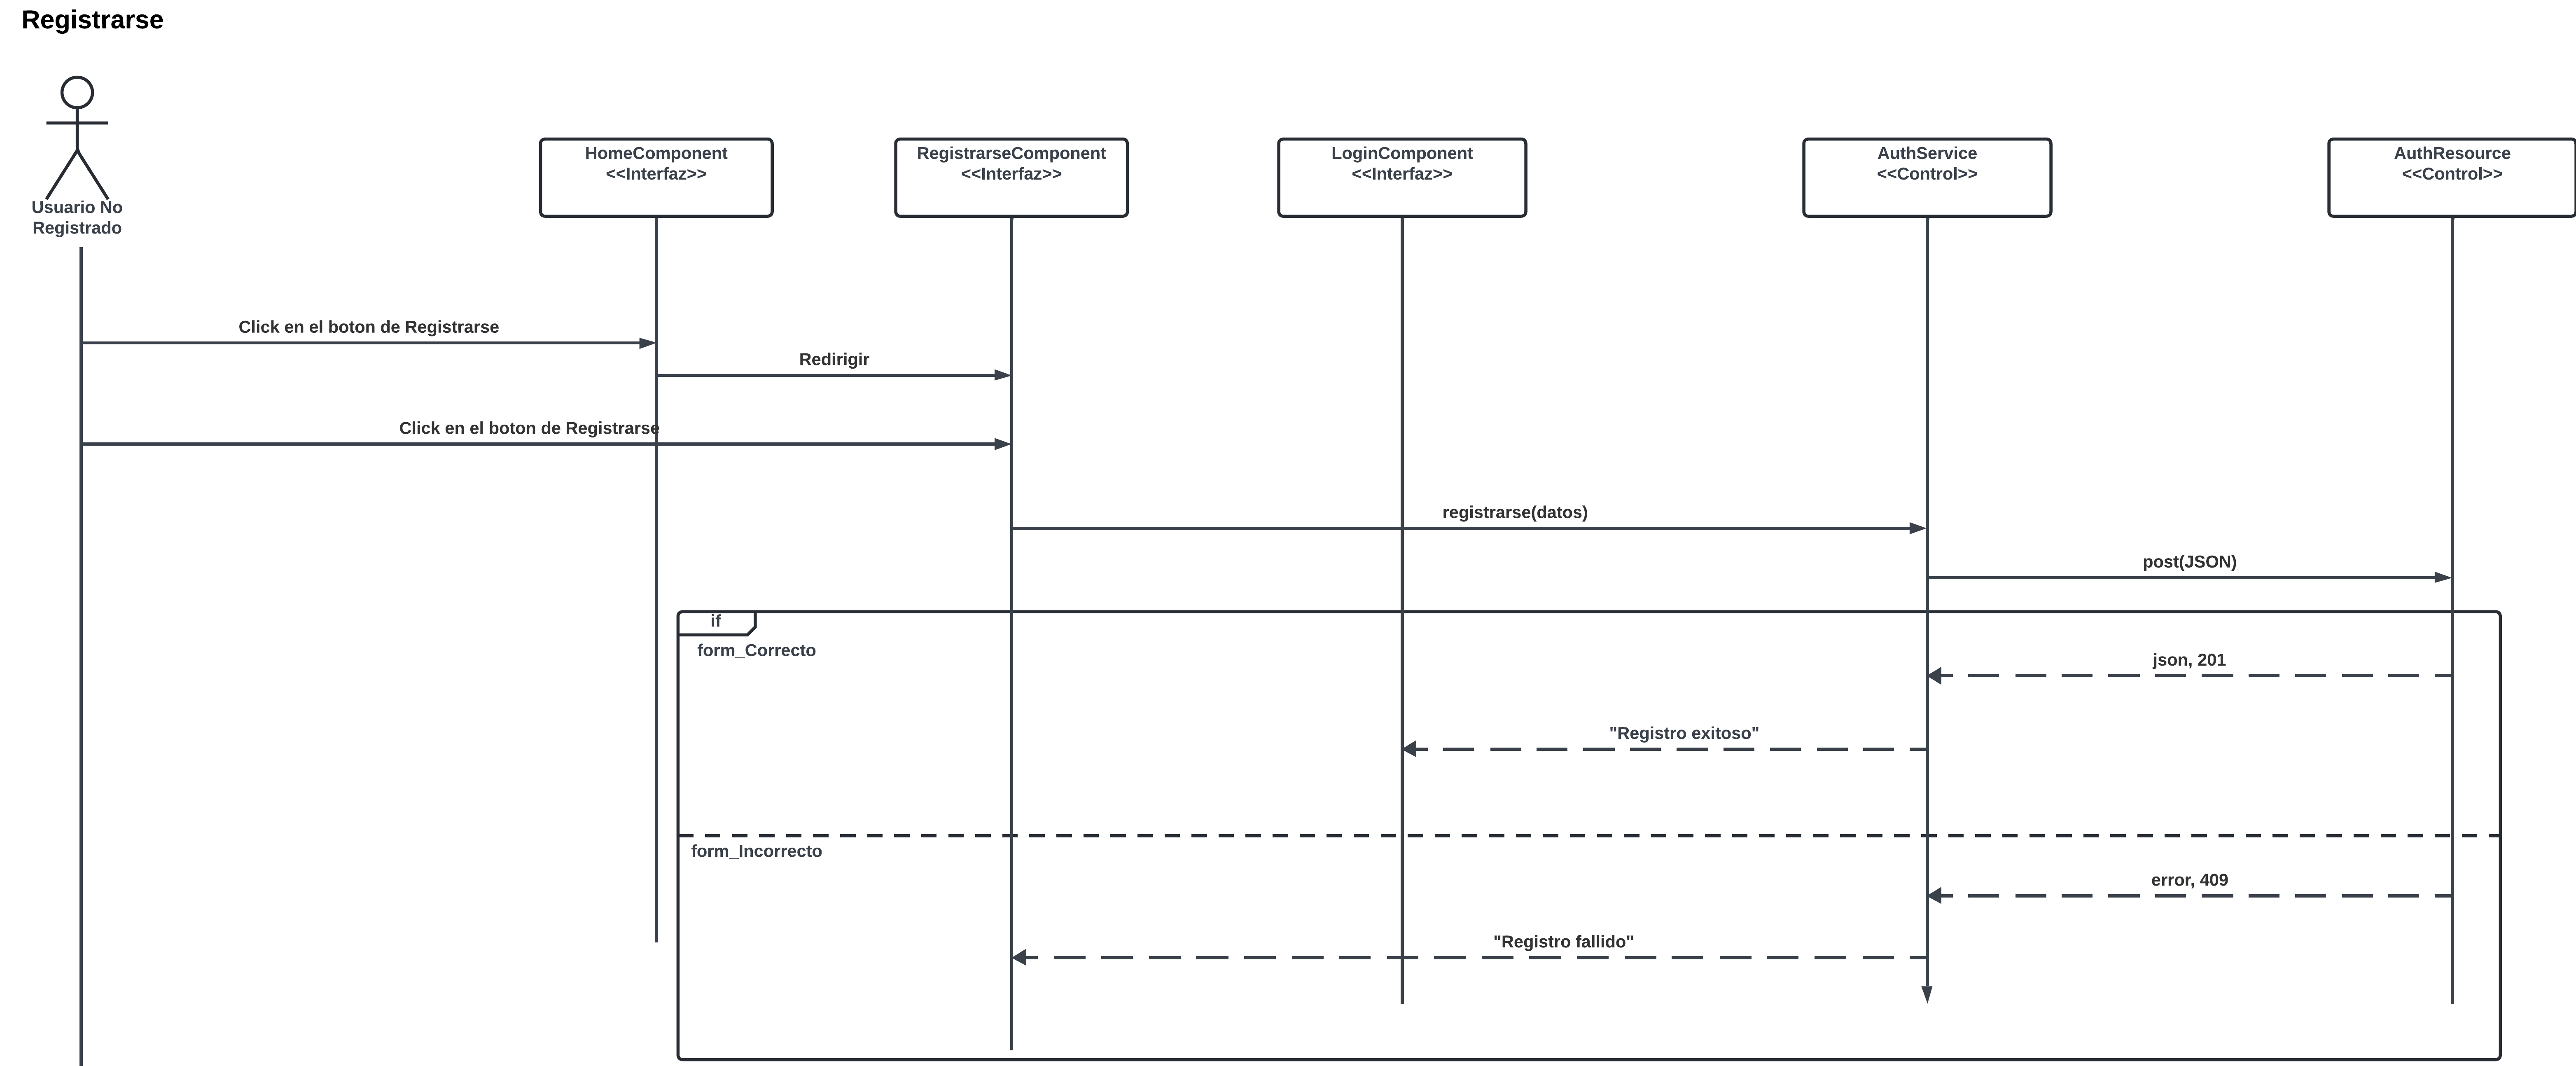 Registrarse
Usuario No
Registrado
HomeComponent
<<Interfaz>>
RegistrarseComponent
<<Interfaz>>
LoginComponent
<<Interfaz>>
AuthService
<<Control>>
AuthResource
<<Control>>
Click en el boton de Registrarse
Redirigir
Click en el boton de Registrarse
registrarse(datos)
post(JSON)
if
form_Correcto
json, 201
"Registro exitoso"
form_Incorrecto
error, 409
"Registro fallido"